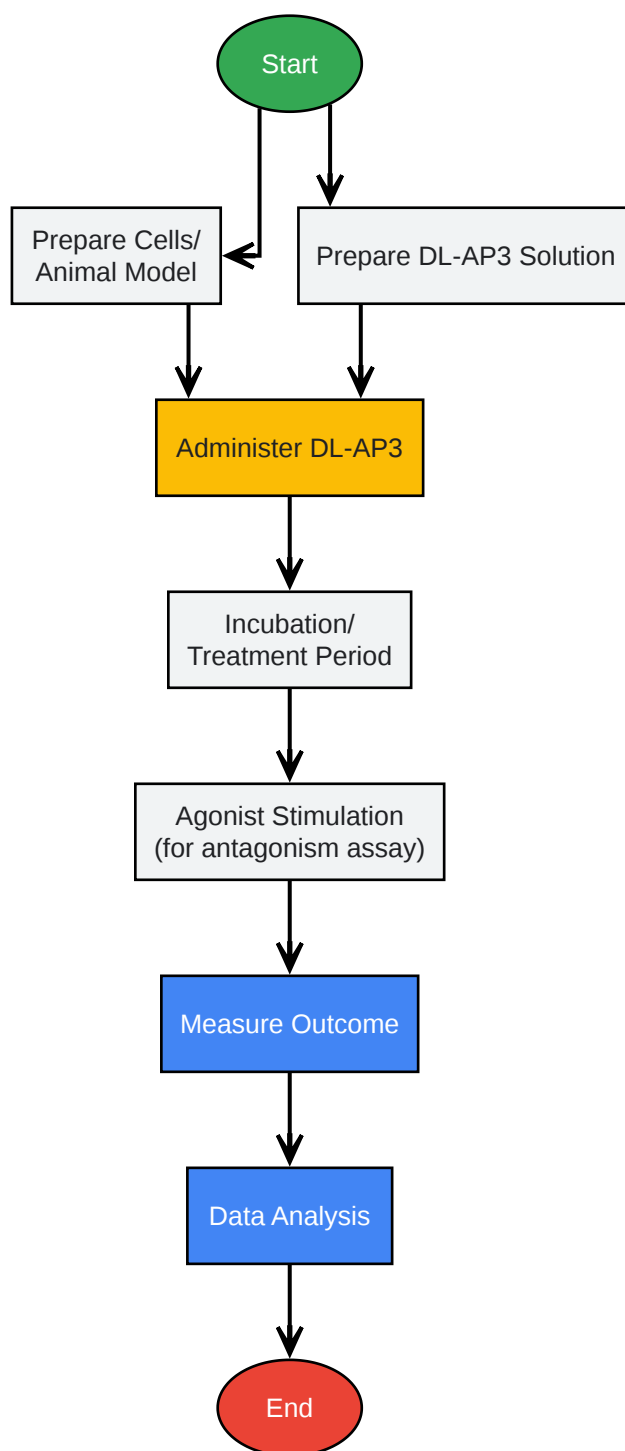 Start
Prepare Cells/
Animal Model
Prepare DL-AP3 Solution
Administer DL-AP3
Incubation/
Treatment Period
Agonist Stimulation
(for antagonism assay)
Measure Outcome
Data Analysis
End